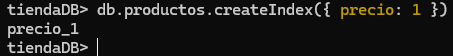 tiendaDB> db.productos.createIndex({ precio: 1 })
precio_1
tiendaDB>